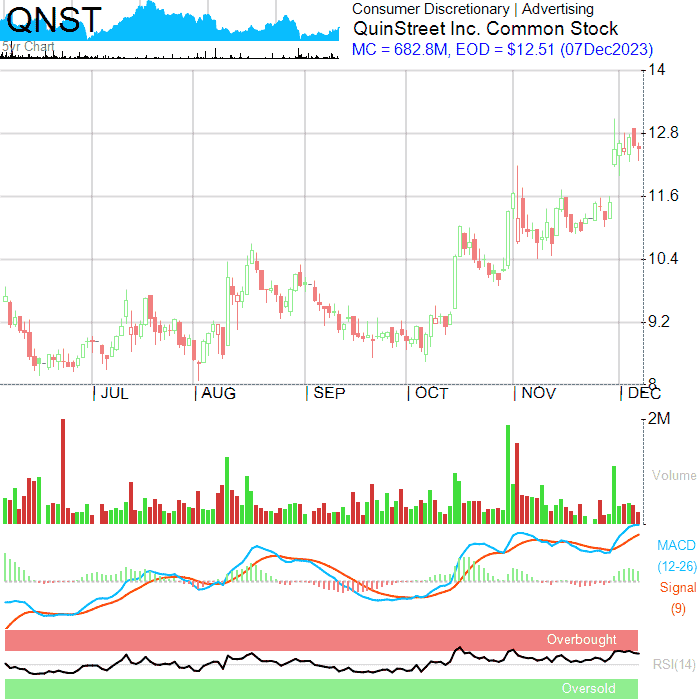 QNST
5yr Chart
Consumer Discretionary | Advertising
QuinStreet Inc. Common Stock
MC = 682.8M, EOD = $12.51 (07Dec2023)
14
12.8
11.6
10.4
9.2
8
JUL AUG SEP OCT NOV DEC
2M
Volume
MACD
(12-26)
Signal
(9)
Overbought
RSI(14)
Oversold